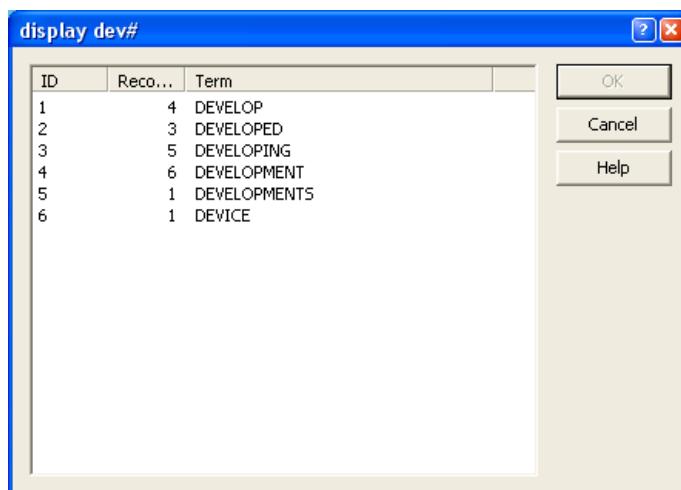 display dev#
ID Reco... Term
1 4 DEVELOP
2 3 DEVELOPED
3 5 DEVELOPING
4 6 DEVELOPMENT
5 1 DEVELOPMENTS
6 1 DEVICE
OK
Cancel
Help